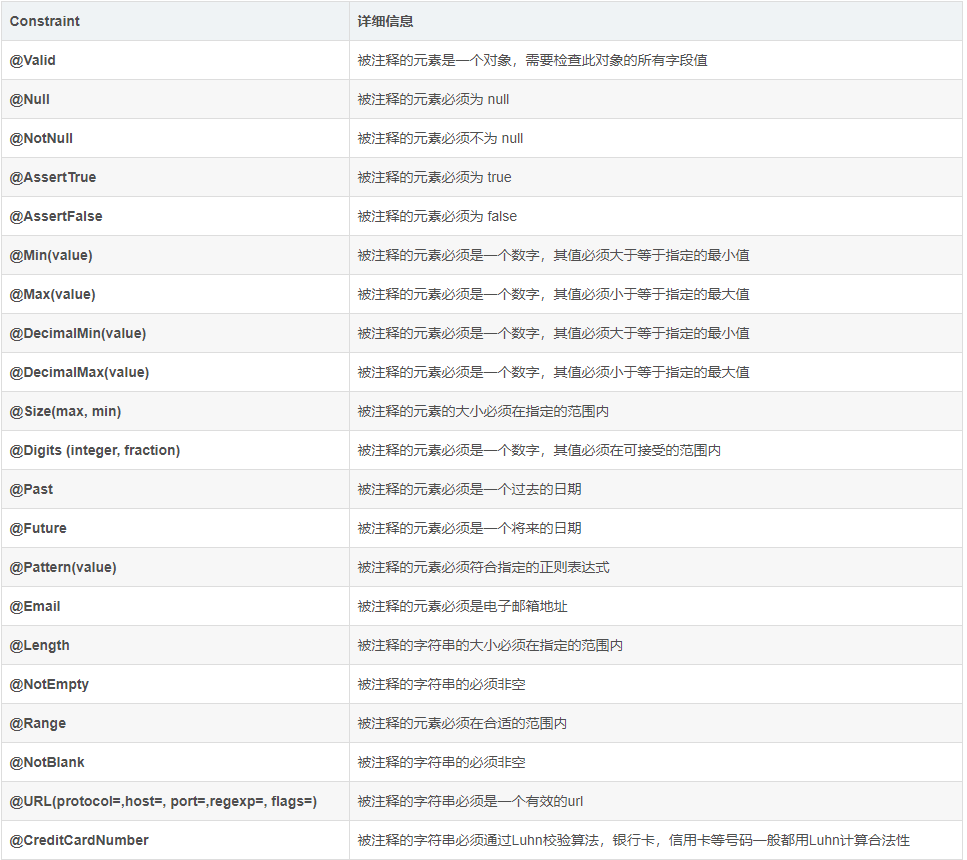 Constraint 详细信息
@Valid 被注释的元素是一个对象，需要检查此对象的所有字段值
@Null 被注释的元素必须为 null
@NotNull 被注释的元素必须不为 null
@AssertTrue 被注释的元素必须为 true
@AssertFalse 被注释的元素必须为 false
@Min(value) 被注释的元素必须是一个数字，其值必须大于等于指定的最小值
@Max(value) 被注释的元素必须是一个数字，其值必须小于等于指定的最大值
@DecimalMin(value) 被注释的元素必须是一个数字，其值必须大于等于指定的最小值
@DecimalMax(value) 被注释的元素必须是一个数字，其值必须小于等于指定的最大值
@Size(max, min) 被注释的元素的大小必须在指定的范围内
@Digits (integer, fraction) 被注释的元素必须是一个数字，其值必须在可接受的范围内
@Past 被注释的元素必须是一个过去的日期
@Future 被注释的元素必须是一个将来的日期
@Pattern(value) 被注释的元素必须符合指定的正则表达式
@Email 被注释的元素必须是电子邮箱地址
@Length 被注释的字符串的大小必须在指定的范围内
@NotEmpty 被注释的字符串的必须非空
@Range 被注释的元素必须在合适的范围内
@NotBlank 被注释的字符串的必须非空
@URL(protocol=,host=, port=,regexp=, flags=) 被注释的字符串必须是一个有效的url
@CreditCardNumber 被注释的字符串必须通过Luhn校验算法，银行卡，信用卡等号码一般都用Luhn计算合法性